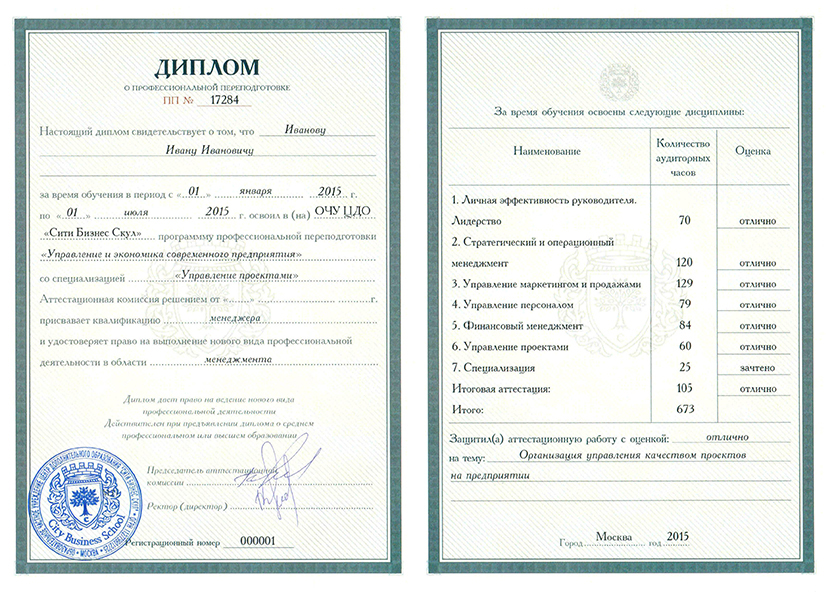 ДИПЛОМ
О ПРОФЕССИОНАЛЬНОЙ ПЕРЕПОДГОТОВКЕ
ПП № 17284
Настоящий диплом свидетельствует о том, что Иванову
Ивану Ивановичу
за время обучения в период с «01» января 2015 г.
по «01» июля 2015 г. освоил в (на) ОЧУ ЦДО
«Сити Бизнес Скул» программу профессиональной переподготовки
«Управление и экономика современного предприятия»
со специализацией «Управление проектами»
Аттестационная комиссия решением от «......» г.
присваивает квалификацию менеджера
и удостоверяет право на выполнение нового вида профессиональной
деятельности в области менеджмента
Диплом дает право на ведение нового вида
профессиональной деятельности
Действителен при предъявлении диплома о среднем
профессиональном или высшем образовании
Председатель аттестационной
комиссии
Ректор (директор)
City Business School
МОСКВА
Регистрационный номер 000001
За время обучения освоены следующие дисциплины:
Наименование Количество аудиторных часов Оценка
1. Личная эффективность руководителя.
Лидерство 70 отлично
2. Стратегический и операционный
менеджмент 120 отлично
3. Управление маркетингом и продажами 129 отлично
4. Управление персоналом 79 отлично
5. Финансовый менеджмент 84 отлично
6. Управление проектами 60 отлично
7. Специализация 25 зачтено
Итоговая аттестация: 105 отлично
Итого: 673
Защитил(а) аттестационную работу с оценкой: отлично
на тему: Организация управления качеством проектов
на предприятии
Город Москва год 2015